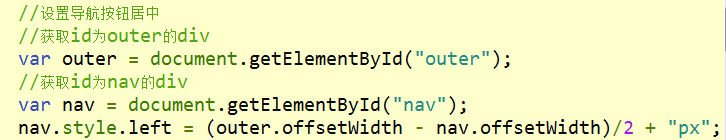 //设置导航按钮居中
//获取id为outer的div
var outer = document.getElementById("outer");
//获取id为nav的div
var nav = document.getElementById("nav");
nav.style.left = (outer.offsetWidth - nav.offsetWidth)/2 + "px";